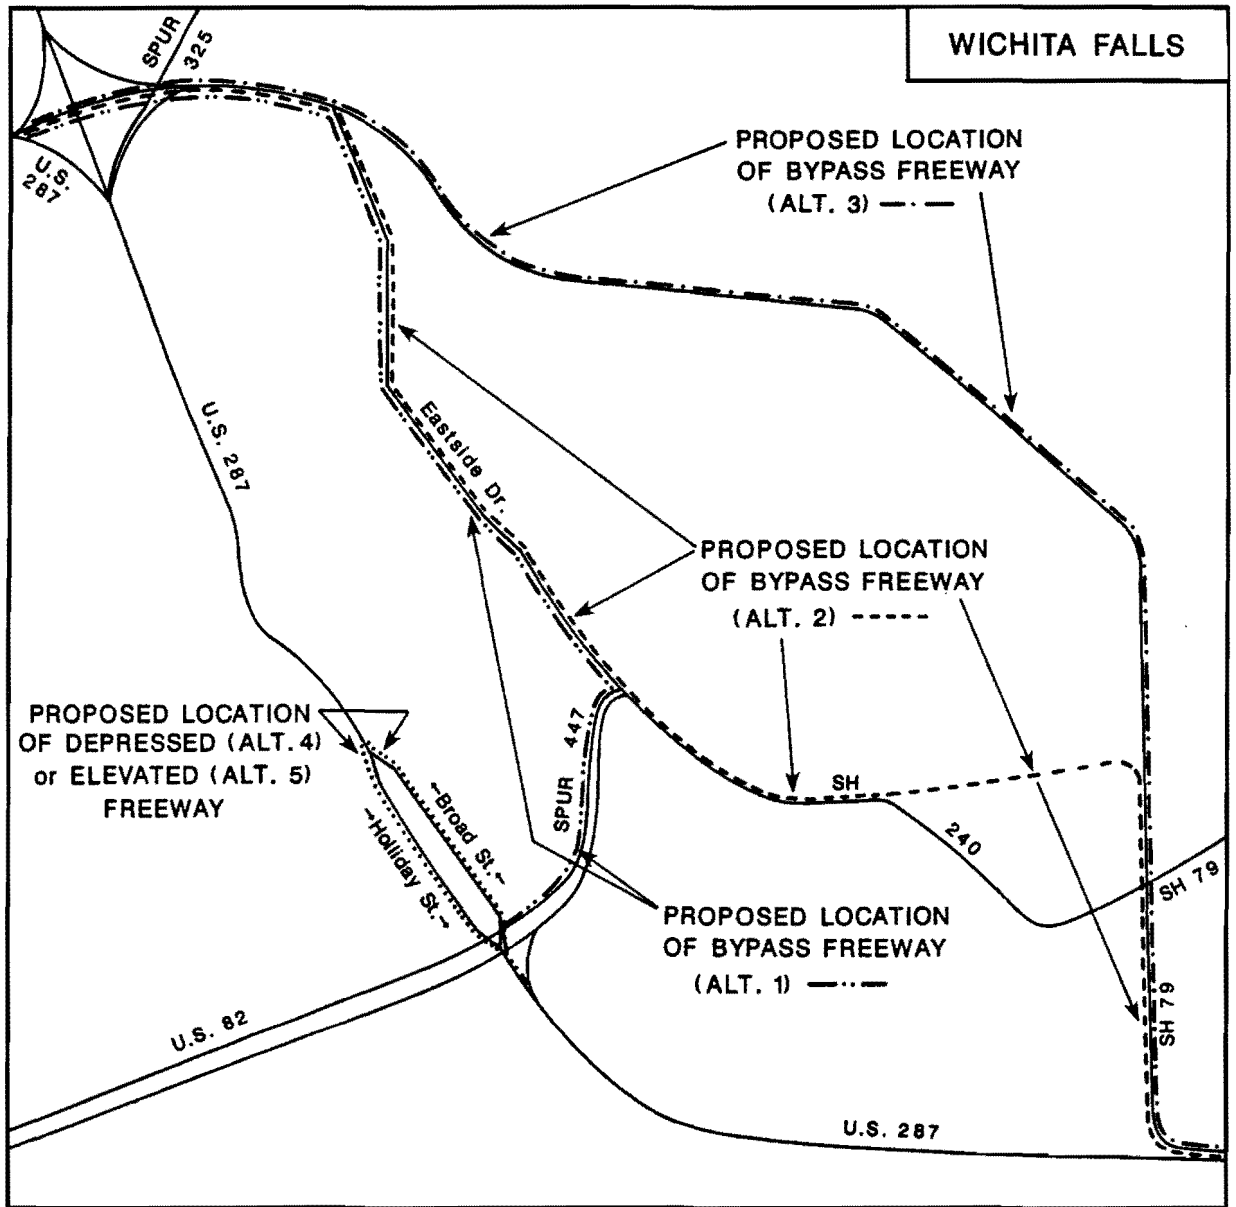 WICHITA FALLS
SPUR
325
U.S.
287
PROPOSED LOCATION
OF BYPASS FREEWAY
(ALT. 3)
U.S. 287
Eastside Dr.
PROPOSED LOCATION
OF BYPASS FREEWAY
(ALT. 2)
PROPOSED LOCATION
OF DEPRESSED (ALT. 4)
or ELEVATED (ALT. 5)
FREEWAY
←Broad St.←
→Holliday St.→
SPUR 447
SH
240
SH 79
PROPOSED LOCATION
OF BYPASS FREEWAY
(ALT. 1)
SH 79
U.S. 82
U.S. 287